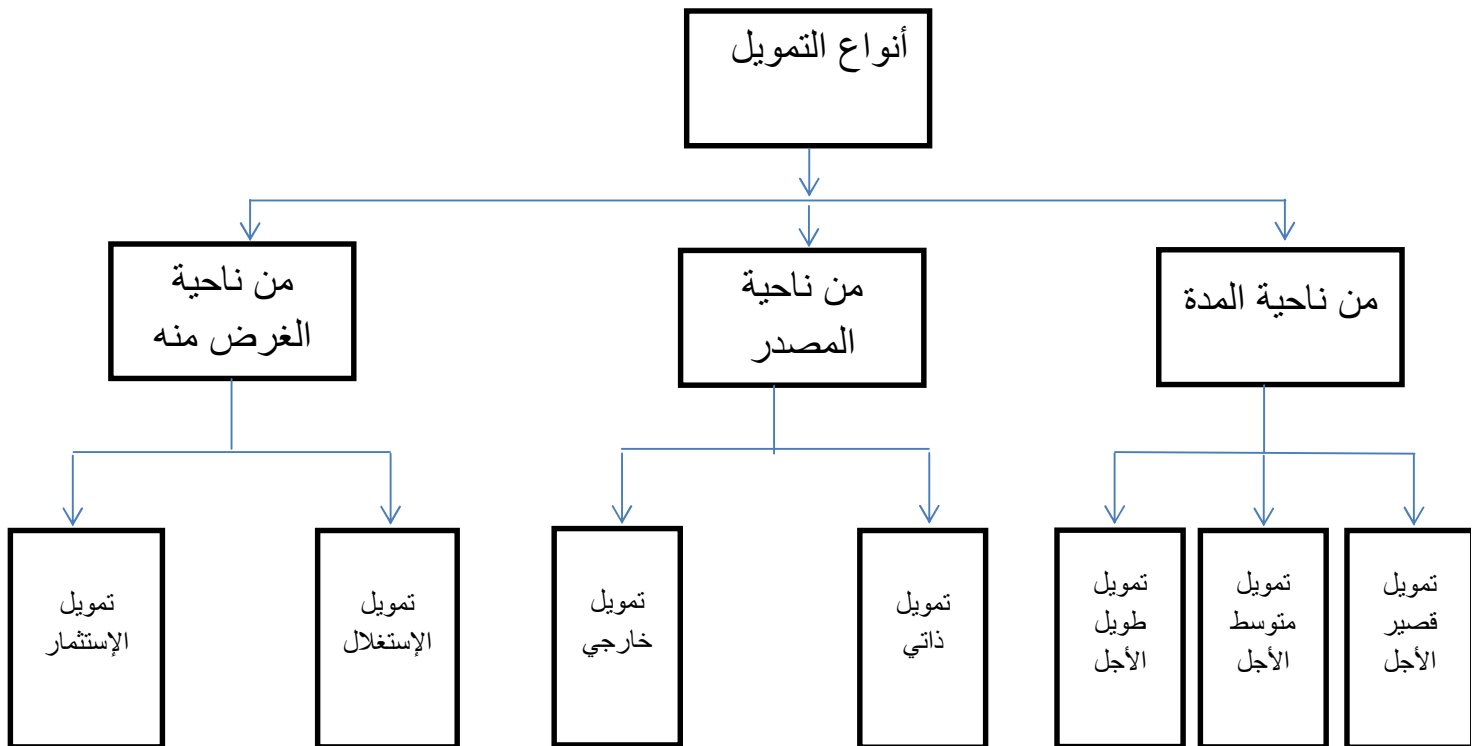 أنواع التمويل
من ناحية المدة
من ناحية
المصدر
من ناحية
الغرض منه
تمويل
قصير
الأجل
تمويل
متوسط
الأجل
تمويل
طويل
الأجل
تمويل
ذاتي
تمويل
خارجي
تمويل
الإستغلال
تمويل
الإستثمار